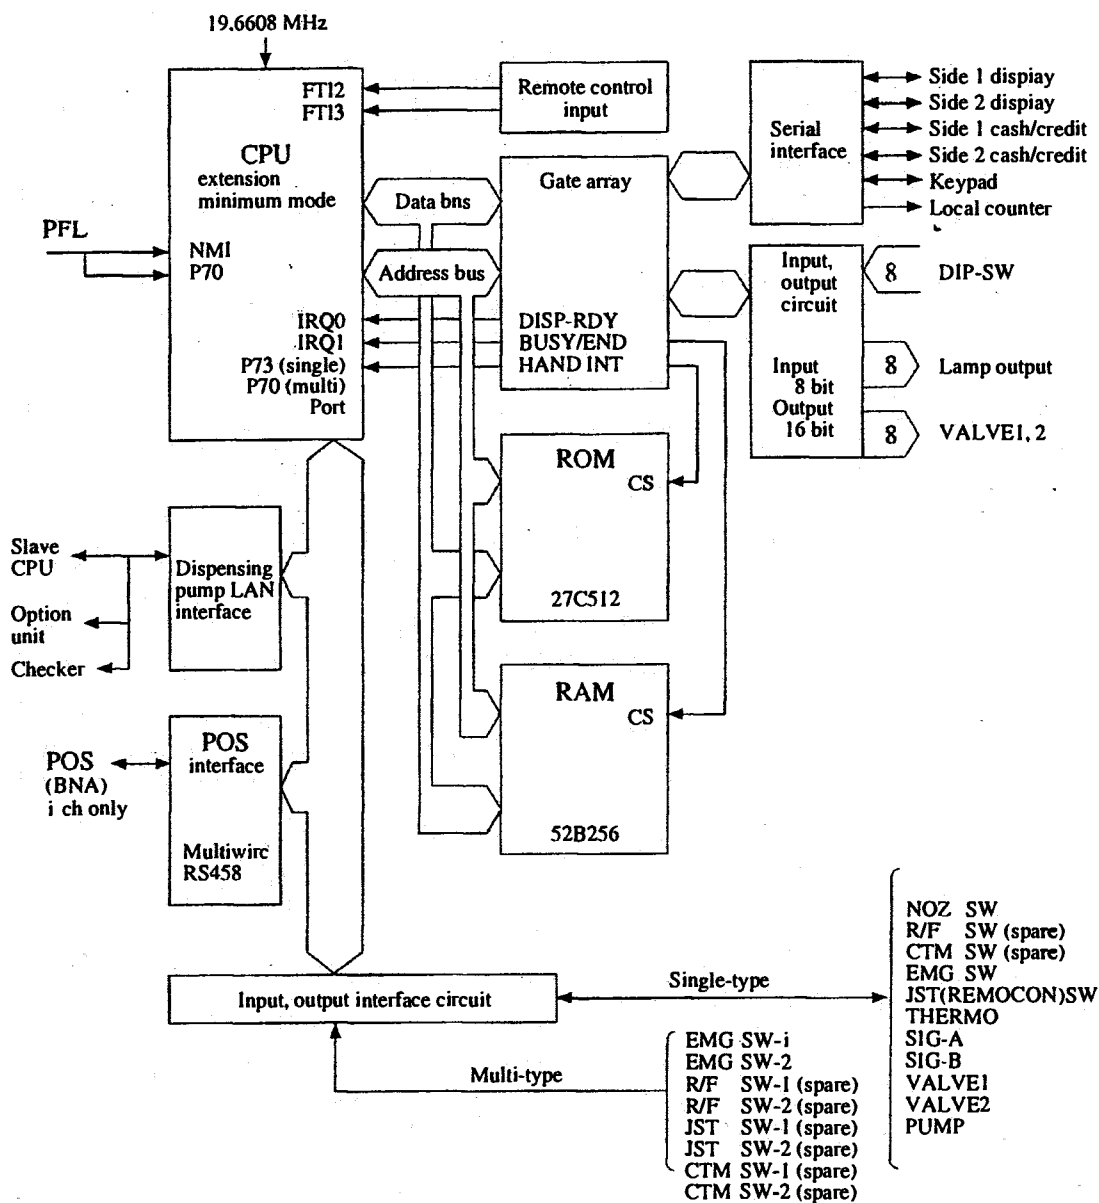 19.6608 MHz
FTI2
FTI3
CPU
extension
minimum mode
PFL
NMI
P70
IRQ0
IRQ1
P73 (single)
P70 (multi)
Port
Remote control
input
Data bns
Address bus
Gate array
DISP-RDY
BUSY/END
HAND INT
Serial
interface
Side 1 display
Side 2 display
Side 1 cash/credit
Side 2 cash/credit
Keypad
Local counter
Input,
output
circuit
Input
8 bit
Output
16 bit
8
DIP-SW
8
Lamp output
8
VALVE1, 2
ROM
CS
27C512
RAM
CS
52B256
Slave
CPU
Option
unit
Checker
Dispensing
pump LAN
interface
POS
(BNA)
i ch only
POS
interface
Multiwirc
RS458
Input, output interface circuit
Single-type
Multi-type
NOZ SW
R/F SW (spare)
CTM SW (spare)
EMG SW
JST(REMOCON)SW
THERMO
SIG-A
SIG-B
VALVE1
VALVE2
PUMP
EMG SW-i
EMG SW-2
R/F SW-1 (spare)
R/F SW-2 (spare)
JST SW-1 (spare)
JST SW-2 (spare)
CTM SW-1 (spare)
CTM SW-2 (spare)